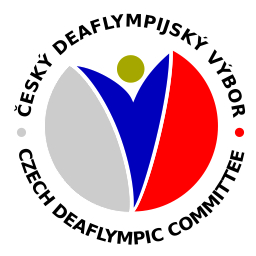 ČESKÝ DEAFLYMPIJSKÝ VÝBOR
CZECH DEAFLYMPIC COMMITTEE